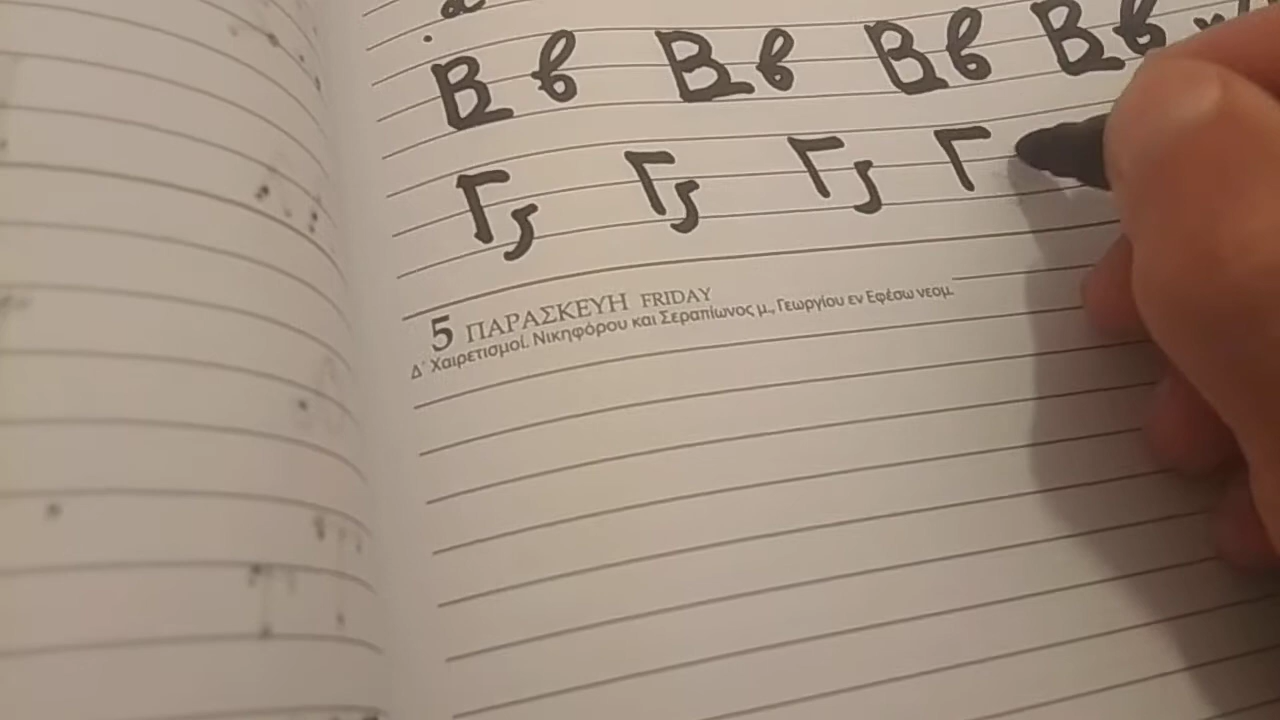 В в В в В в В в
Г г Г г Г г Г
5 ΠΑΡΑΣΚΕΥΗ FRIDAY
Δ΄ Χαιρετισμοί. Νικηφόρου και Σεραπίωνος μ., Γεωργίου εν Εφέσω νεομ.